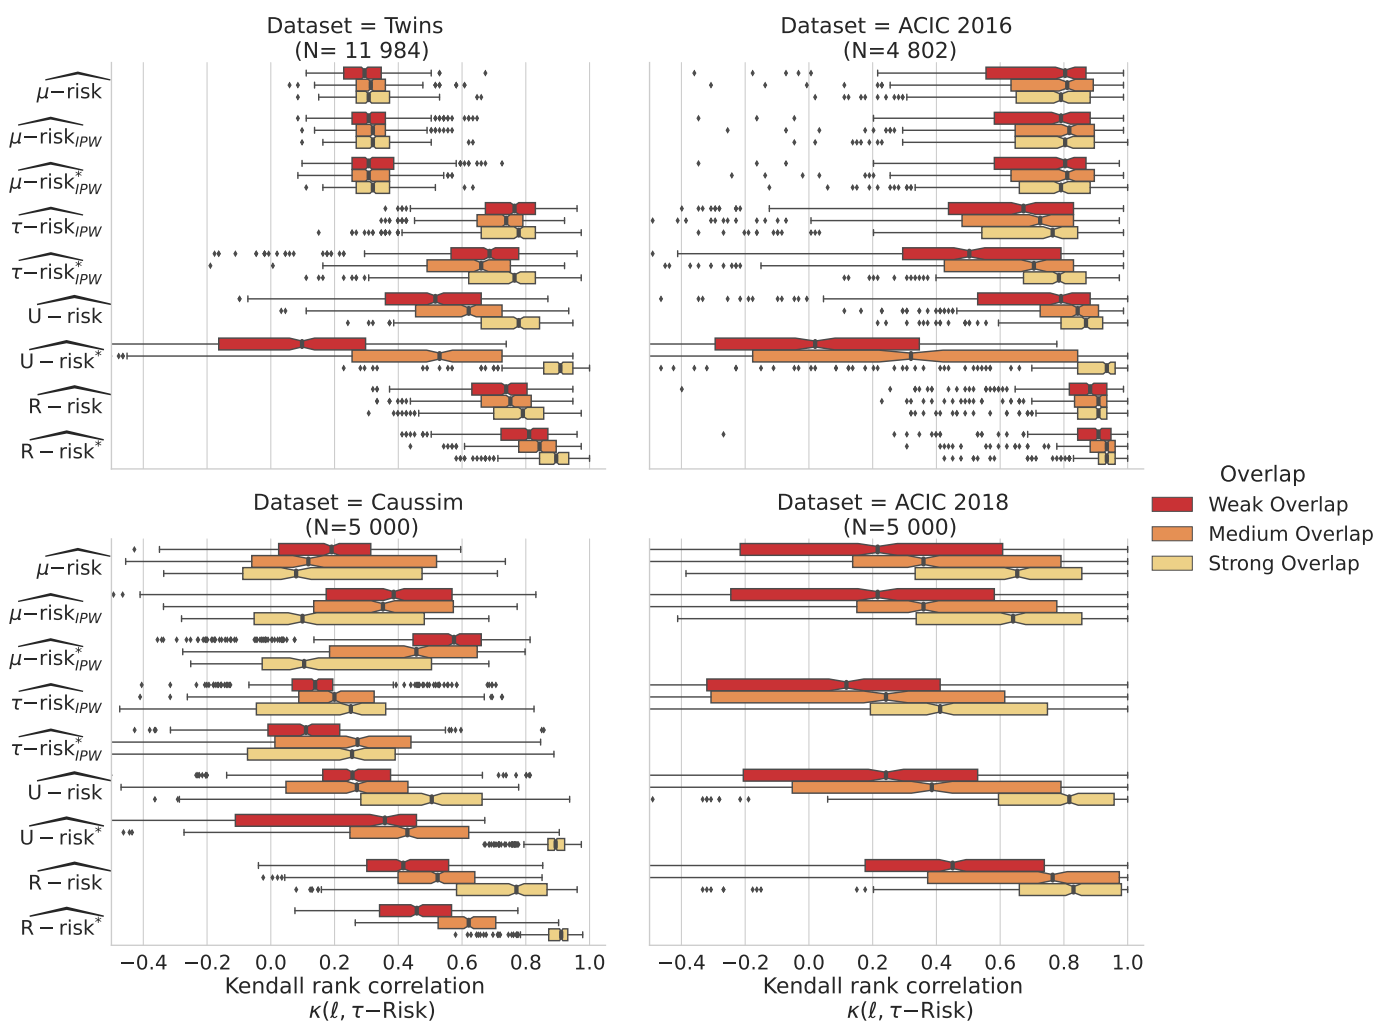 Dataset = Twins
(N= 11 984)
Dataset = ACIC 2016
(N=4 802)
μ−risk
μ−risk_IPW
μ−risk*_IPW
τ−risk_IPW
τ−risk*_IPW
U − risk
U − risk*
R − risk
R − risk*
Overlap
Weak Overlap
Medium Overlap
Strong Overlap
Dataset = Caussim
(N=5 000)
Dataset = ACIC 2018
(N=5 000)
μ−risk
μ−risk_IPW
μ−risk*_IPW
τ−risk_IPW
τ−risk*_IPW
U − risk
U − risk*
R − risk
R − risk*
−0.4 −0.2 0.0 0.2 0.4 0.6 0.8 1.0
Kendall rank correlation
κ(ℓ, τ−Risk)
−0.4 −0.2 0.0 0.2 0.4 0.6 0.8 1.0
Kendall rank correlation
κ(ℓ, τ−Risk)